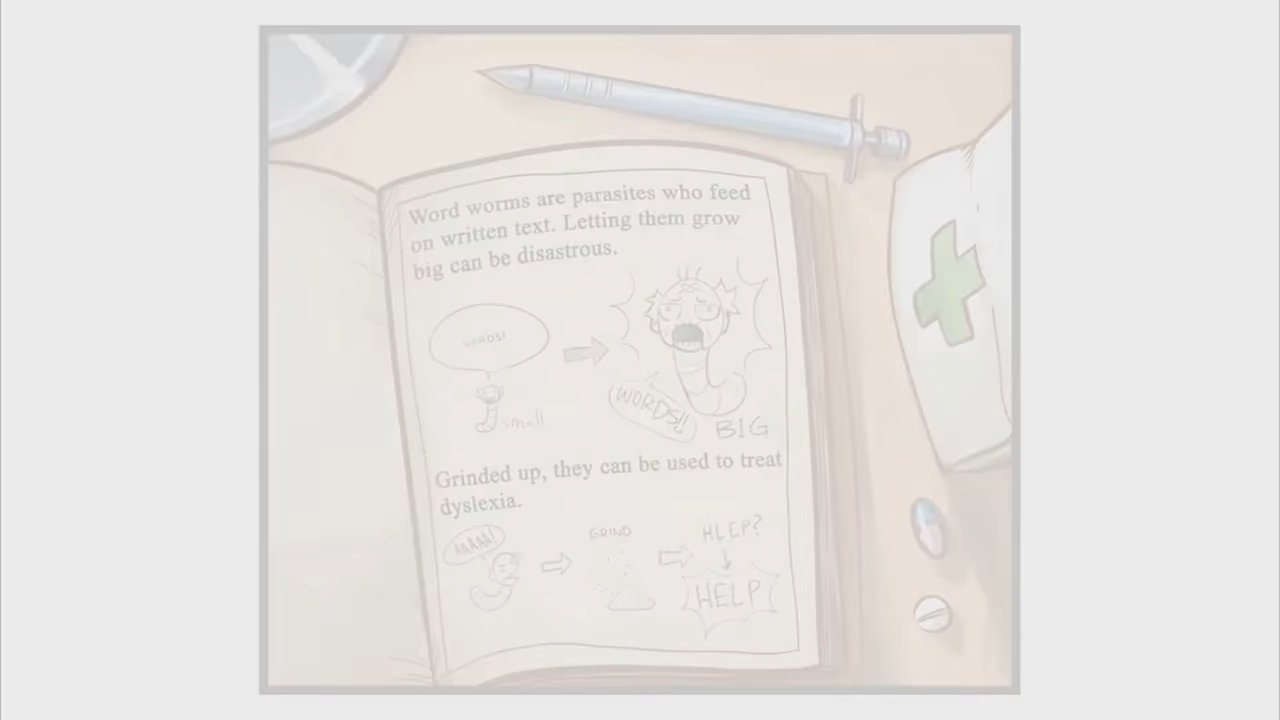 Word worms are parasites who feed
on written text. Letting them grow
big can be disastrous.
WORDS!
small
WORDS!!
BIG
Grinded up, they can be used to treat
dyslexia.
AAAAA!
GRIND
HLEP?
HELP